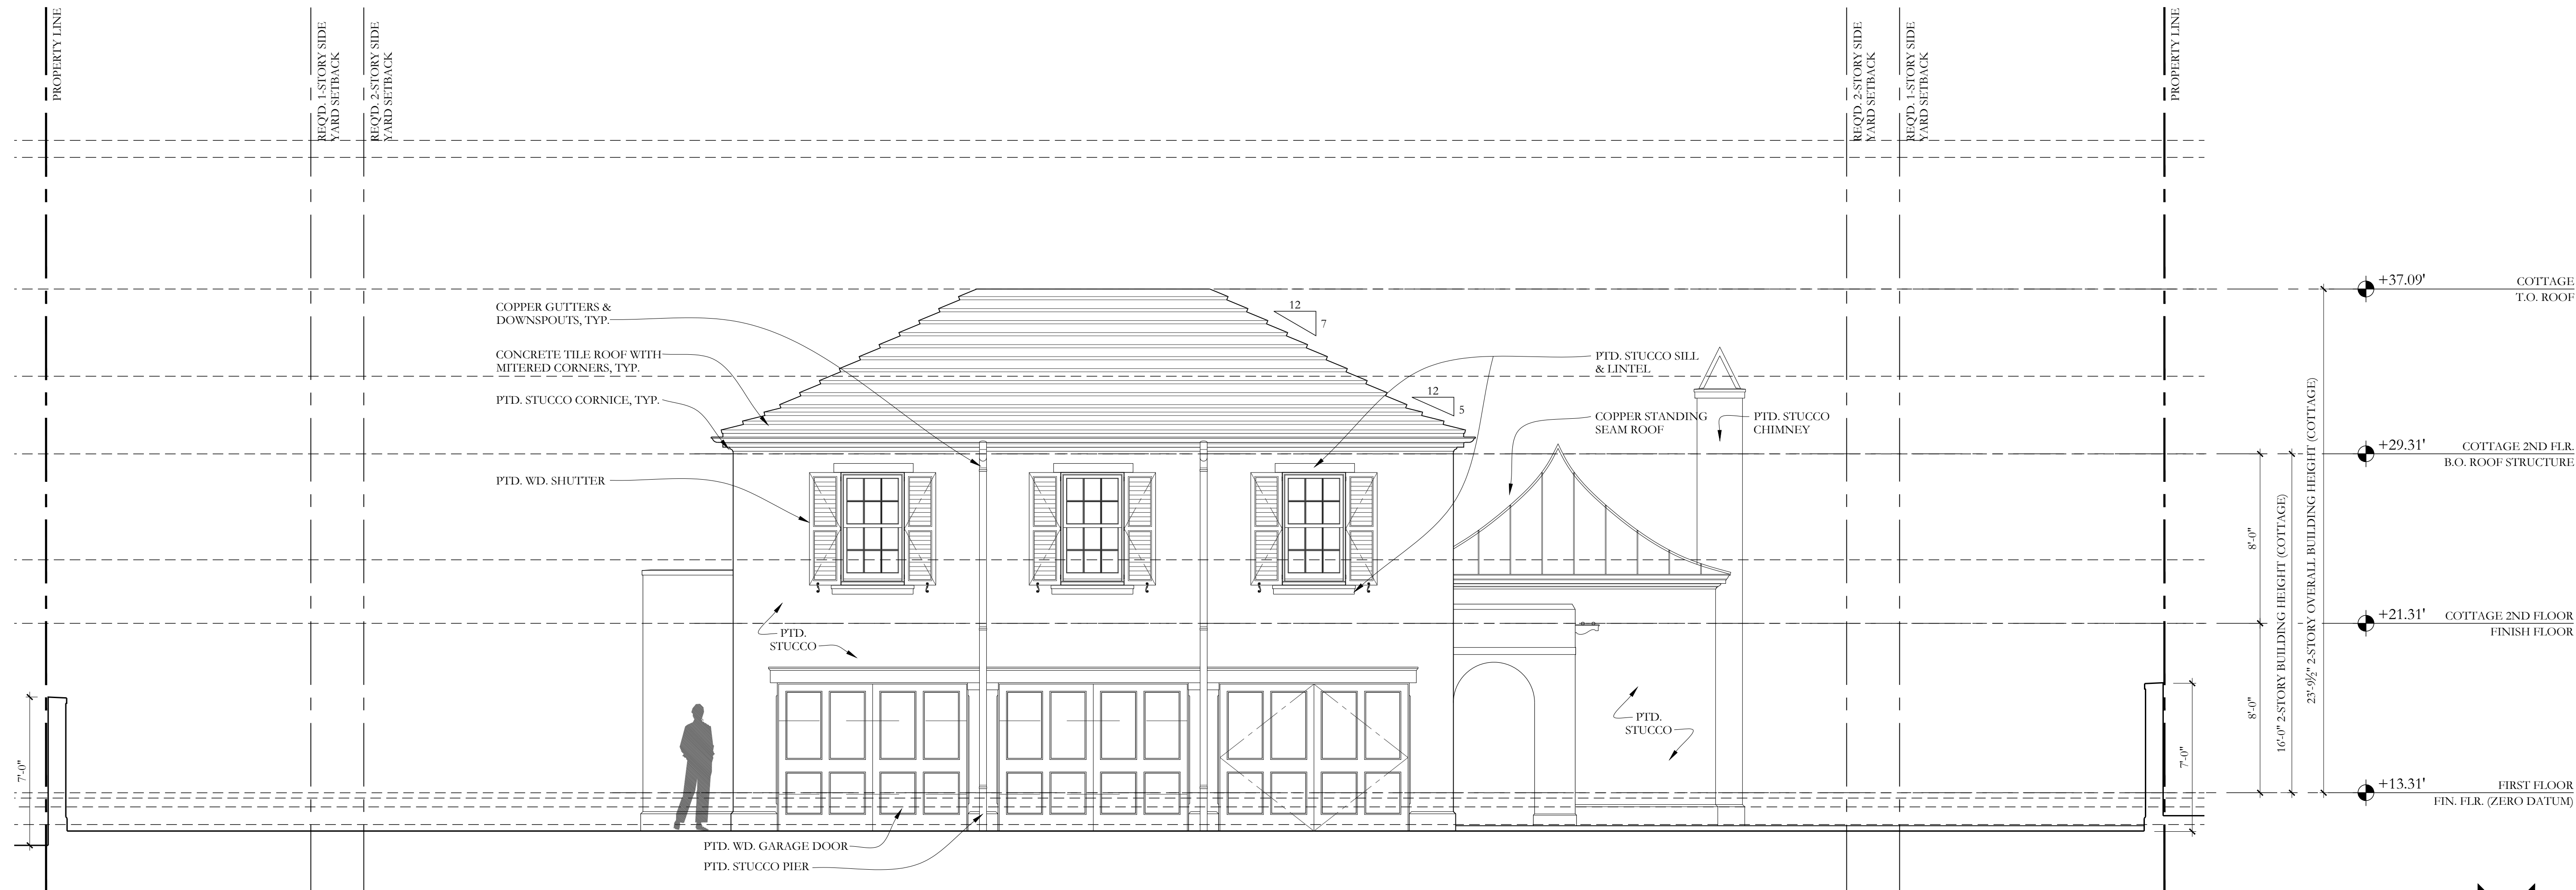 PROPERTY LINE
REQ'D. 1-STORY SIDE
YARD SETBACK
REQ'D. 2-STORY SIDE
YARD SETBACK
REQ'D. 2-STORY SIDE
YARD SETBACK
REQ'D. 1-STORY SIDE
YARD SETBACK
PROPERTY LINE
COPPER GUTTERS &
DOWNSPOUTS, TYP.
CONCRETE TILE ROOF WITH
MITERED CORNERS, TYP.
PTD. STUCCO CORNICE, TYP.
PTD. WD. SHUTTER
12
7
12
5
PTD. STUCCO SILL
& LINTEL
COPPER STANDING
SEAM ROOF
PTD. STUCCO
CHIMNEY
PTD.
STUCCO
PTD.
STUCCO
PTD. WD. GARAGE DOOR
PTD. STUCCO PIER
7'-0"
7'-0"
8'-0"
8'-0"
16'-0" 2-STORY BUILDING HEIGHT (COTTAGE)
23'-9½" 2-STORY OVERALL BUILDING HEIGHT (COTTAGE)
+37.09'
COTTAGE
T.O. ROOF
+29.31'
COTTAGE 2ND FLR.
B.O. ROOF STRUCTURE
+21.31'
COTTAGE 2ND FLOOR
FINISH FLOOR
+13.31'
FIRST FLOOR
FIN. FLR. (ZERO DATUM)